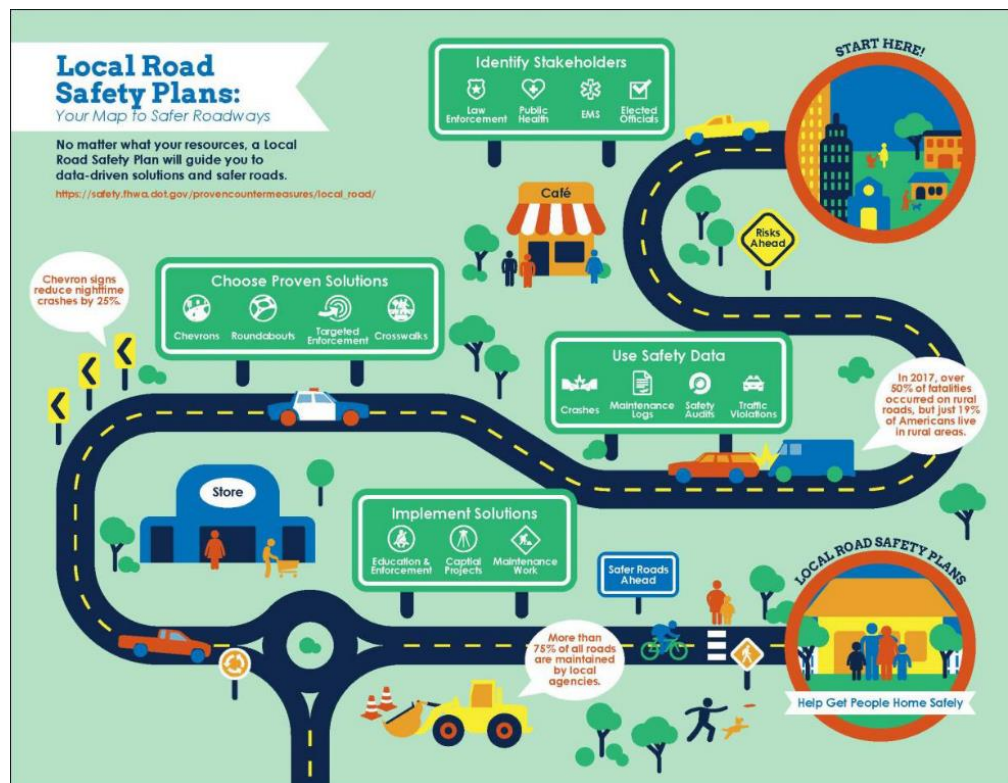 Local Road
Safety Plans:
Your Map to Safer Roadways
No matter what your resources, a Local
Road Safety Plan will guide you to
data-driven solutions and safer roads.
https://safety.fhwa.dot.gov/provencountermeasures/local_road/
START HERE!
Identify Stakeholders
Law
Enforcement
Public
Health
EMS
Elected
Officials
Café
Risks
Ahead
Use Safety Data
Crashes
Maintenance
Logs
Safety
Audits
Traffic
Violations
In 2017, over
50% of fatalities
occurred on rural
roads, but just 19%
of Americans live
in rural areas.
Choose Proven Solutions
Chevrons
Roundabouts
Targeted
Enforcement
Crosswalks
Chevron signs
reduce nighttime
crashes by 25%.
Store
Implement Solutions
Education &
Enforcement
Captial
Projects
Maintenance
Work
More than
75% of all roads
are maintained
by local
agencies.
Safer Roads
Ahead
LOCAL ROAD SAFETY PLANS
Help Get People Home Safely